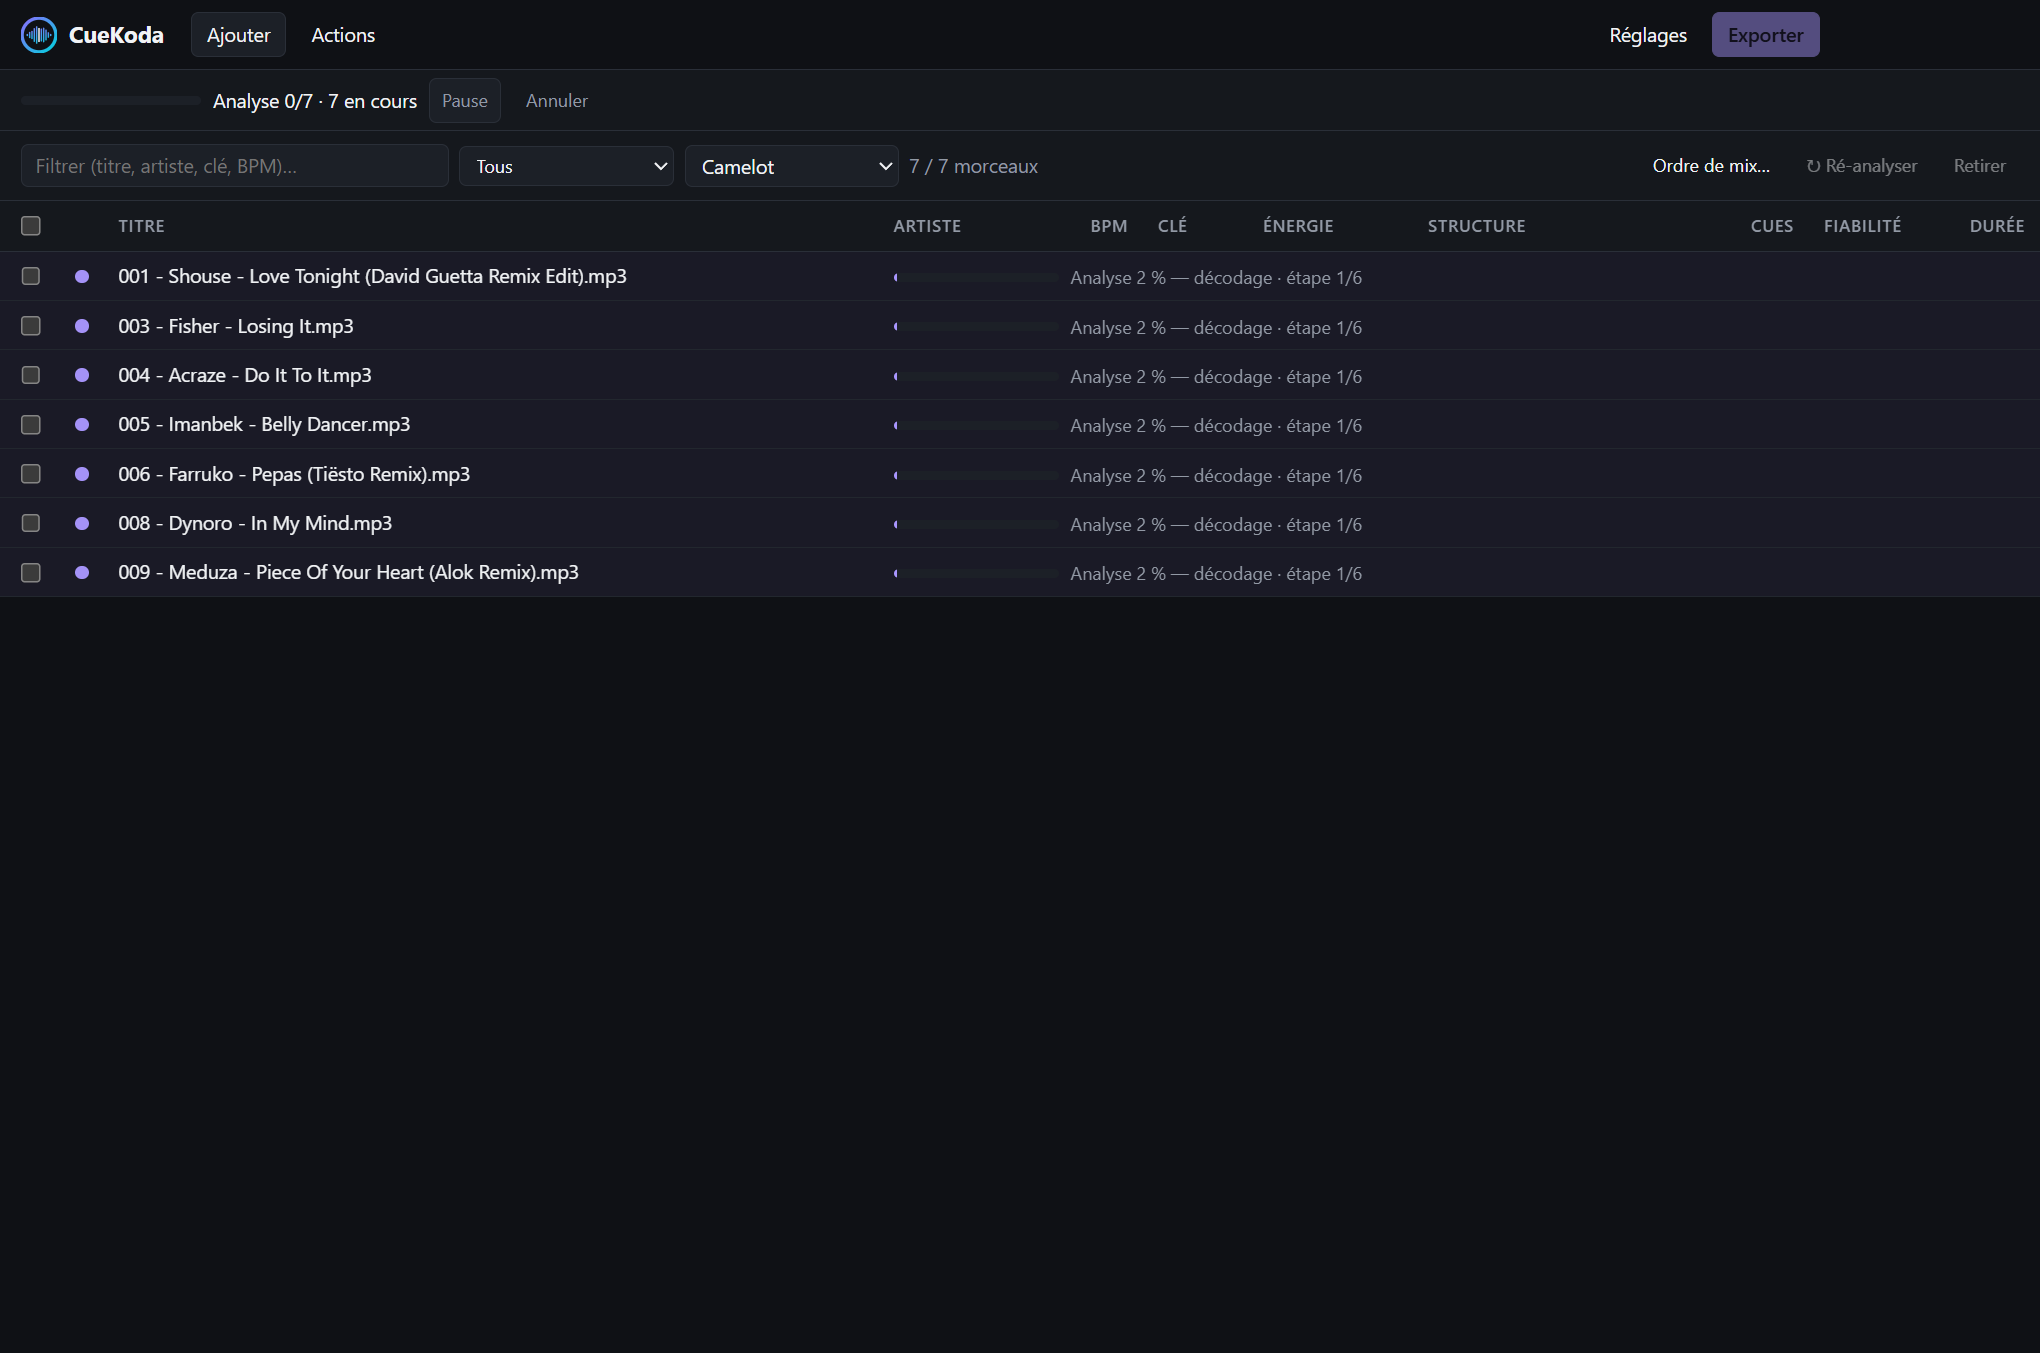 CueKoda Ajouter Actions Réglages Exporter
Analyse 0/7 · 7 en cours Pause Annuler
Filtrer (titre, artiste, clé, BPM)... Tous Camelot 7 / 7 morceaux Ordre de mix... ↻ Ré-analyser Retirer
TITRE ARTISTE BPM CLÉ ÉNERGIE STRUCTURE CUES FIABILITÉ DURÉE
001 - Shouse - Love Tonight (David Guetta Remix Edit).mp3 Analyse 2 % — décodage · étape 1/6
003 - Fisher - Losing It.mp3 Analyse 2 % — décodage · étape 1/6
004 - Acraze - Do It To It.mp3 Analyse 2 % — décodage · étape 1/6
005 - Imanbek - Belly Dancer.mp3 Analyse 2 % — décodage · étape 1/6
006 - Farruko - Pepas (Tiësto Remix).mp3 Analyse 2 % — décodage · étape 1/6
008 - Dynoro - In My Mind.mp3 Analyse 2 % — décodage · étape 1/6
009 - Meduza - Piece Of Your Heart (Alok Remix).mp3 Analyse 2 % — décodage · étape 1/6